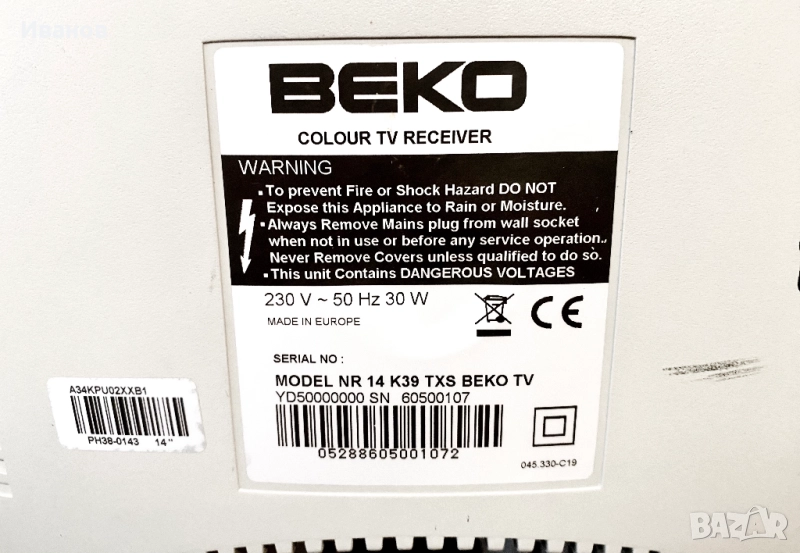 Иванов
BEKO
COLOUR TV RECEIVER
WARNING
▪To prevent Fire or Shock Hazard DO NOT
Expose this Appliance to Rain or Moisture.
▪Always Remove Mains plug from wall socket
when not in use or before any service operation..
Never Remove Covers unless qualified to do so.
▪This unit Contains DANGEROUS VOLTAGES
230 V ~ 50 Hz 30 W
MADE IN EUROPE
CE
SERIAL NO :
MODEL NR 14 K39 TXS BEKO TV
YD50000000 SN 60500107
05288605001072
045.330-C19
A34KPU02XXB1
PH38-0143 14"
BAZAR